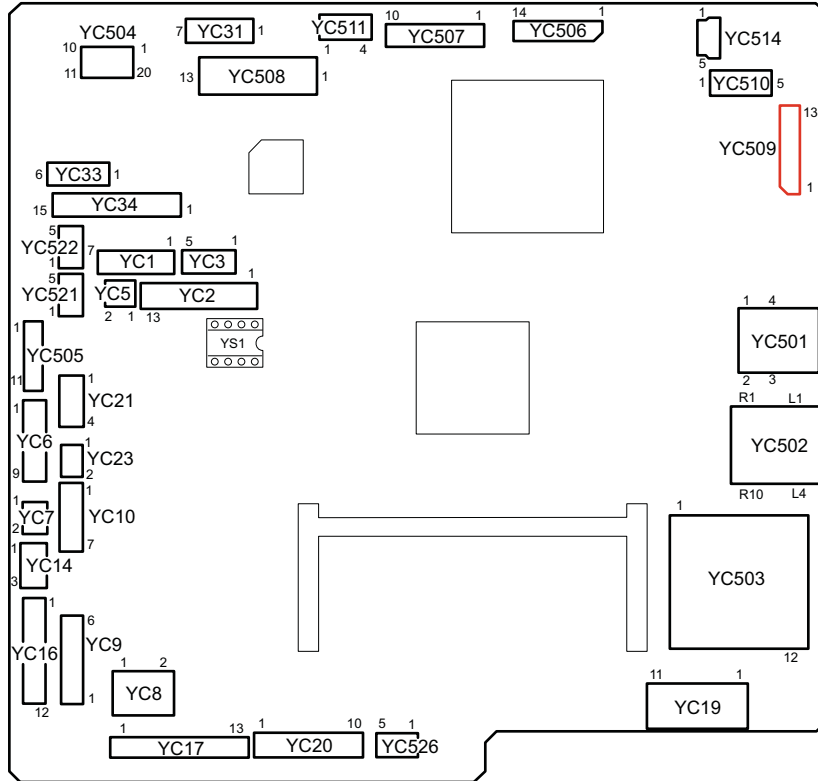 YC504
10 1
11 20
7 YC31 1
YC511
1 4
10 1
YC507
14 1
YC506
1
YC514
5
13 YC508 1
1 YC510 5
13
YC509
1
6 YC33 1
15 YC34 1
5
YC522
1
7 1
YC1
5 1
YC3
5
YC521
1
YC5
2 1
1
YC2
13
YS1
1
YC505
11
1 4
YC501
2 3
1
YC21
4
R1 L1
YC502
R10 L4
1
YC6
9
1
YC23
2
1
YC10
7
1
YC7
2
1
YC14
3
1
YC503
12
1
YC16
12
6
YC9
1
1 2
YC8
11 1
YC19
1 13
YC17
1 10
YC20
5 1
YC526